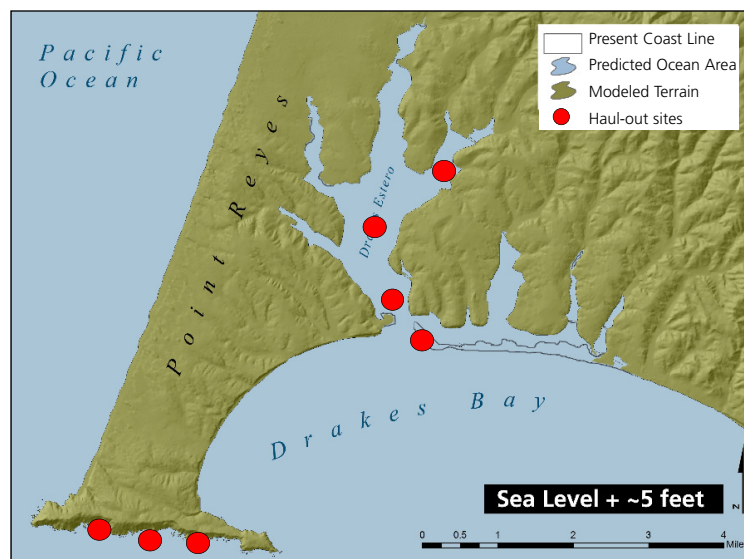 Pacific
Ocean
Present Coast Line
Predicted Ocean Area
Modeled Terrain
Haul-out sites
Point Reyes
Estero
Drakes Bay
Sea Level + ~5 feet
N
0 0.5 1 2 3 4
Mile